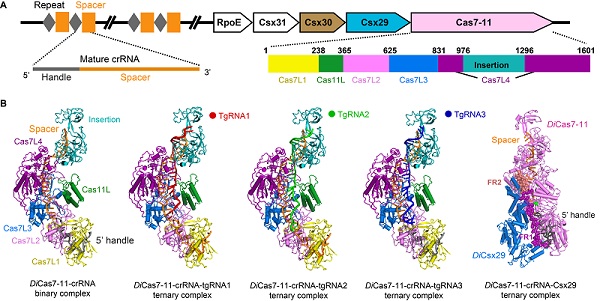 A
Repeat
Spacer
RpoE
Csx31
Csx30
Csx29
Cas7-11
Mature crRNA
5'
3'
Handle
Spacer
1
238
365
625
831
976
1296
1601
Insertion
Cas7L1
Cas11L
Cas7L2
Cas7L3
Cas7L4
B
Insertion
TgRNA1
TgRNA2
TgRNA3
DiCas7-11
Spacer
Cas7L4
Spacer
FR2
Cas11L
Cas7L3
Cas7L2
5' handle
5' handle
FR1
DiCsx29
Cas7L1
DiCas7-11-crRNA
binary complex
DiCas7-11-crRNA-tgRNA1
ternary complex
DiCas7-11-crRNA-tgRNA2
ternary complex
DiCas7-11-crRNA-tgRNA3
ternary complex
DiCas7-11-crRNA-Csx29
ternary complex